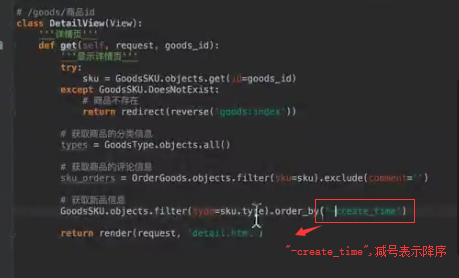 # /goods/商品id
class DetailView(View):
'''详情页'''
def get(self, request, goods_id):
'''显示详情页'''
try:
sku = GoodsSKU.objects.get(id=goods_id)
except GoodsSKU.DoesNotExist:
# 商品不存在
return redirect(reverse('goods:index'))
# 获取商品的分类信息
types = GoodsType.objects.all()
# 获取商品的评论信息
sku_orders = OrderGoods.objects.filter(sku=sku).exclude(comment='')
# 获取新品信息
GoodsSKU.objects.filter(type=sku.type).order_by('-create_time')
"-create_time",减号表示降序
return render(request, 'detail.html')